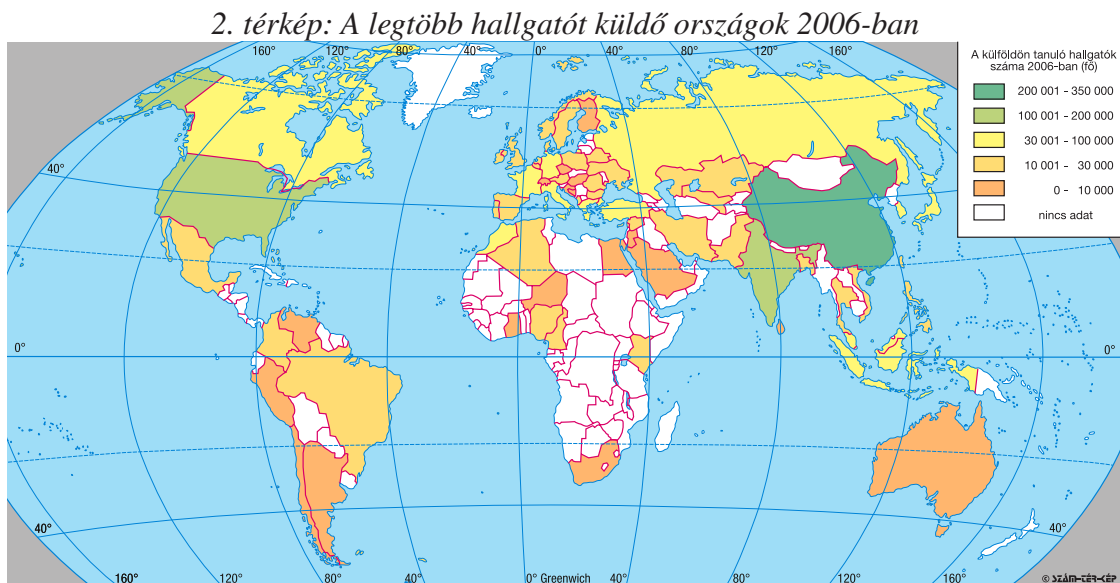 2. térkép: A legtöbb hallgatót küldő országok 2006-ban
160° 120° 80° 40° 0° 40° 80° 120° 160°
A külföldön tanuló hallgatók
száma 2006-ban (fő)
200 001 - 350 000
100 001 - 200 000
30 001 - 100 000
10 001 - 30 000
0 - 10 000
nincs adat
40° 40°
0° 0°
40° 40°
160° 120° 80° 0° Greenwich 80° 120° 160°
© SZÁM-TÉR-KÉP